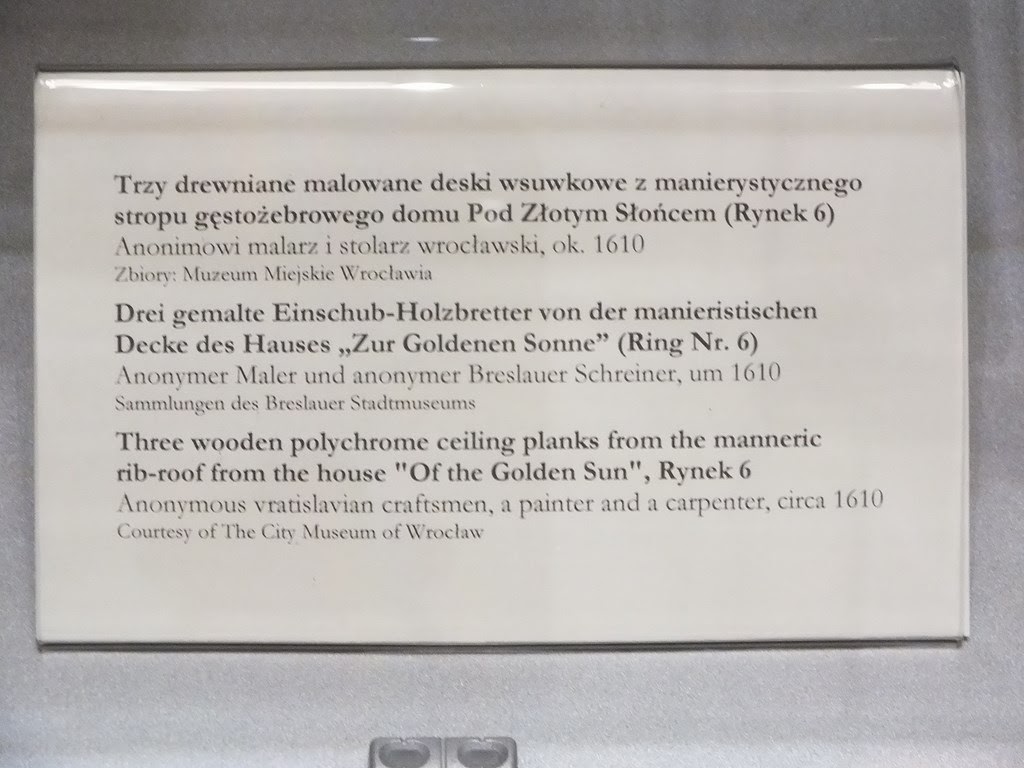 Trzy drewniane malowane deski wsuwkowe z manierystycznego
stropu gęstożebrowego domu Pod Złotym Słońcem (Rynek 6)
Anonimowi malarz i stolarz wrocławski, ok. 1610
Zbiory: Muzeum Miejskie Wrocławia
Drei gemalte Einschub-Holzbretter von der manieristischen
Decke des Hauses „Zur Goldenen Sonne” (Ring Nr. 6)
Anonymer Maler und anonymer Breslauer Schreiner, um 1610
Sammlungen des Breslauer Stadtmuseums
Three wooden polychrome ceiling planks from the manneric
rib-roof from the house "Of the Golden Sun", Rynek 6
Anonymous vratislavian craftsmen, a painter and a carpenter, circa 1610
Courtesy of The City Museum of Wrocław